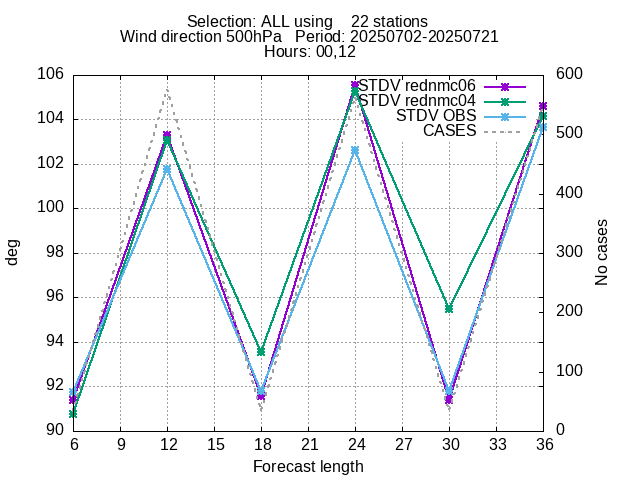 Selection: ALL using    22 stations
Wind direction 500hPa   Period: 20250702-20250721
Hours: 00,12
106 600
STDV rednmc06
STDV rednmc04
104 STDV OBS 500
CASES
102 400
100
98 300
96 200
94
92 100
90 0
deg
No cases
6 9 12 15 18 21 24 27 30 33 36
Forecast length